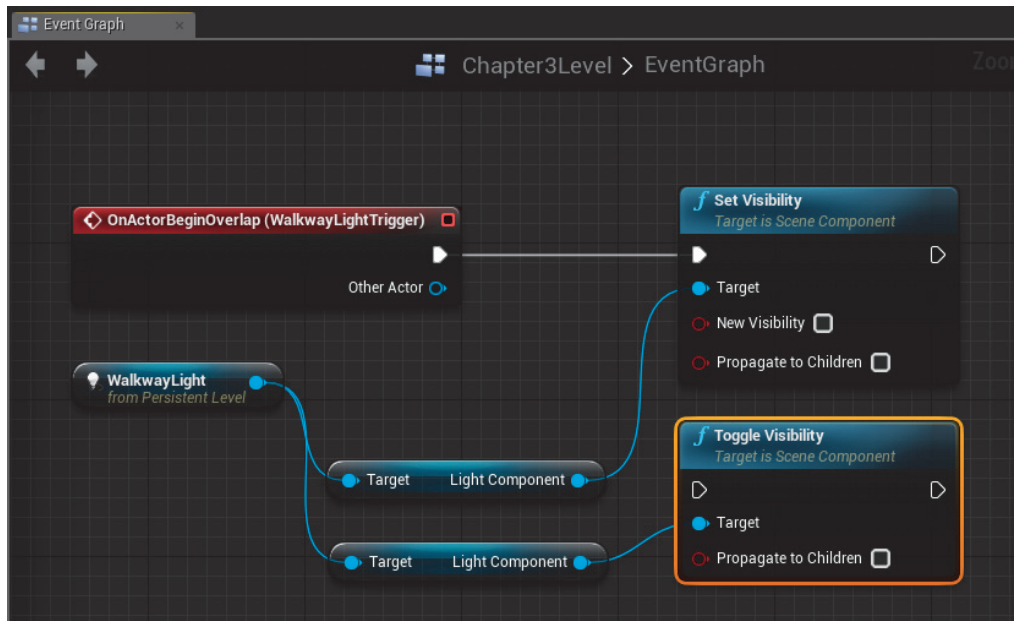 Event Graph
Chapter3Level > EventGraph
Zoo
OnActorBeginOverlap (WalkwayLightTrigger)
Other Actor
Set Visibility
Target is Scene Component
Target
New Visibility
Propagate to Children
WalkwayLight
from Persistent Level
Target Light Component
Target Light Component
Toggle Visibility
Target is Scene Component
Target
Propagate to Children